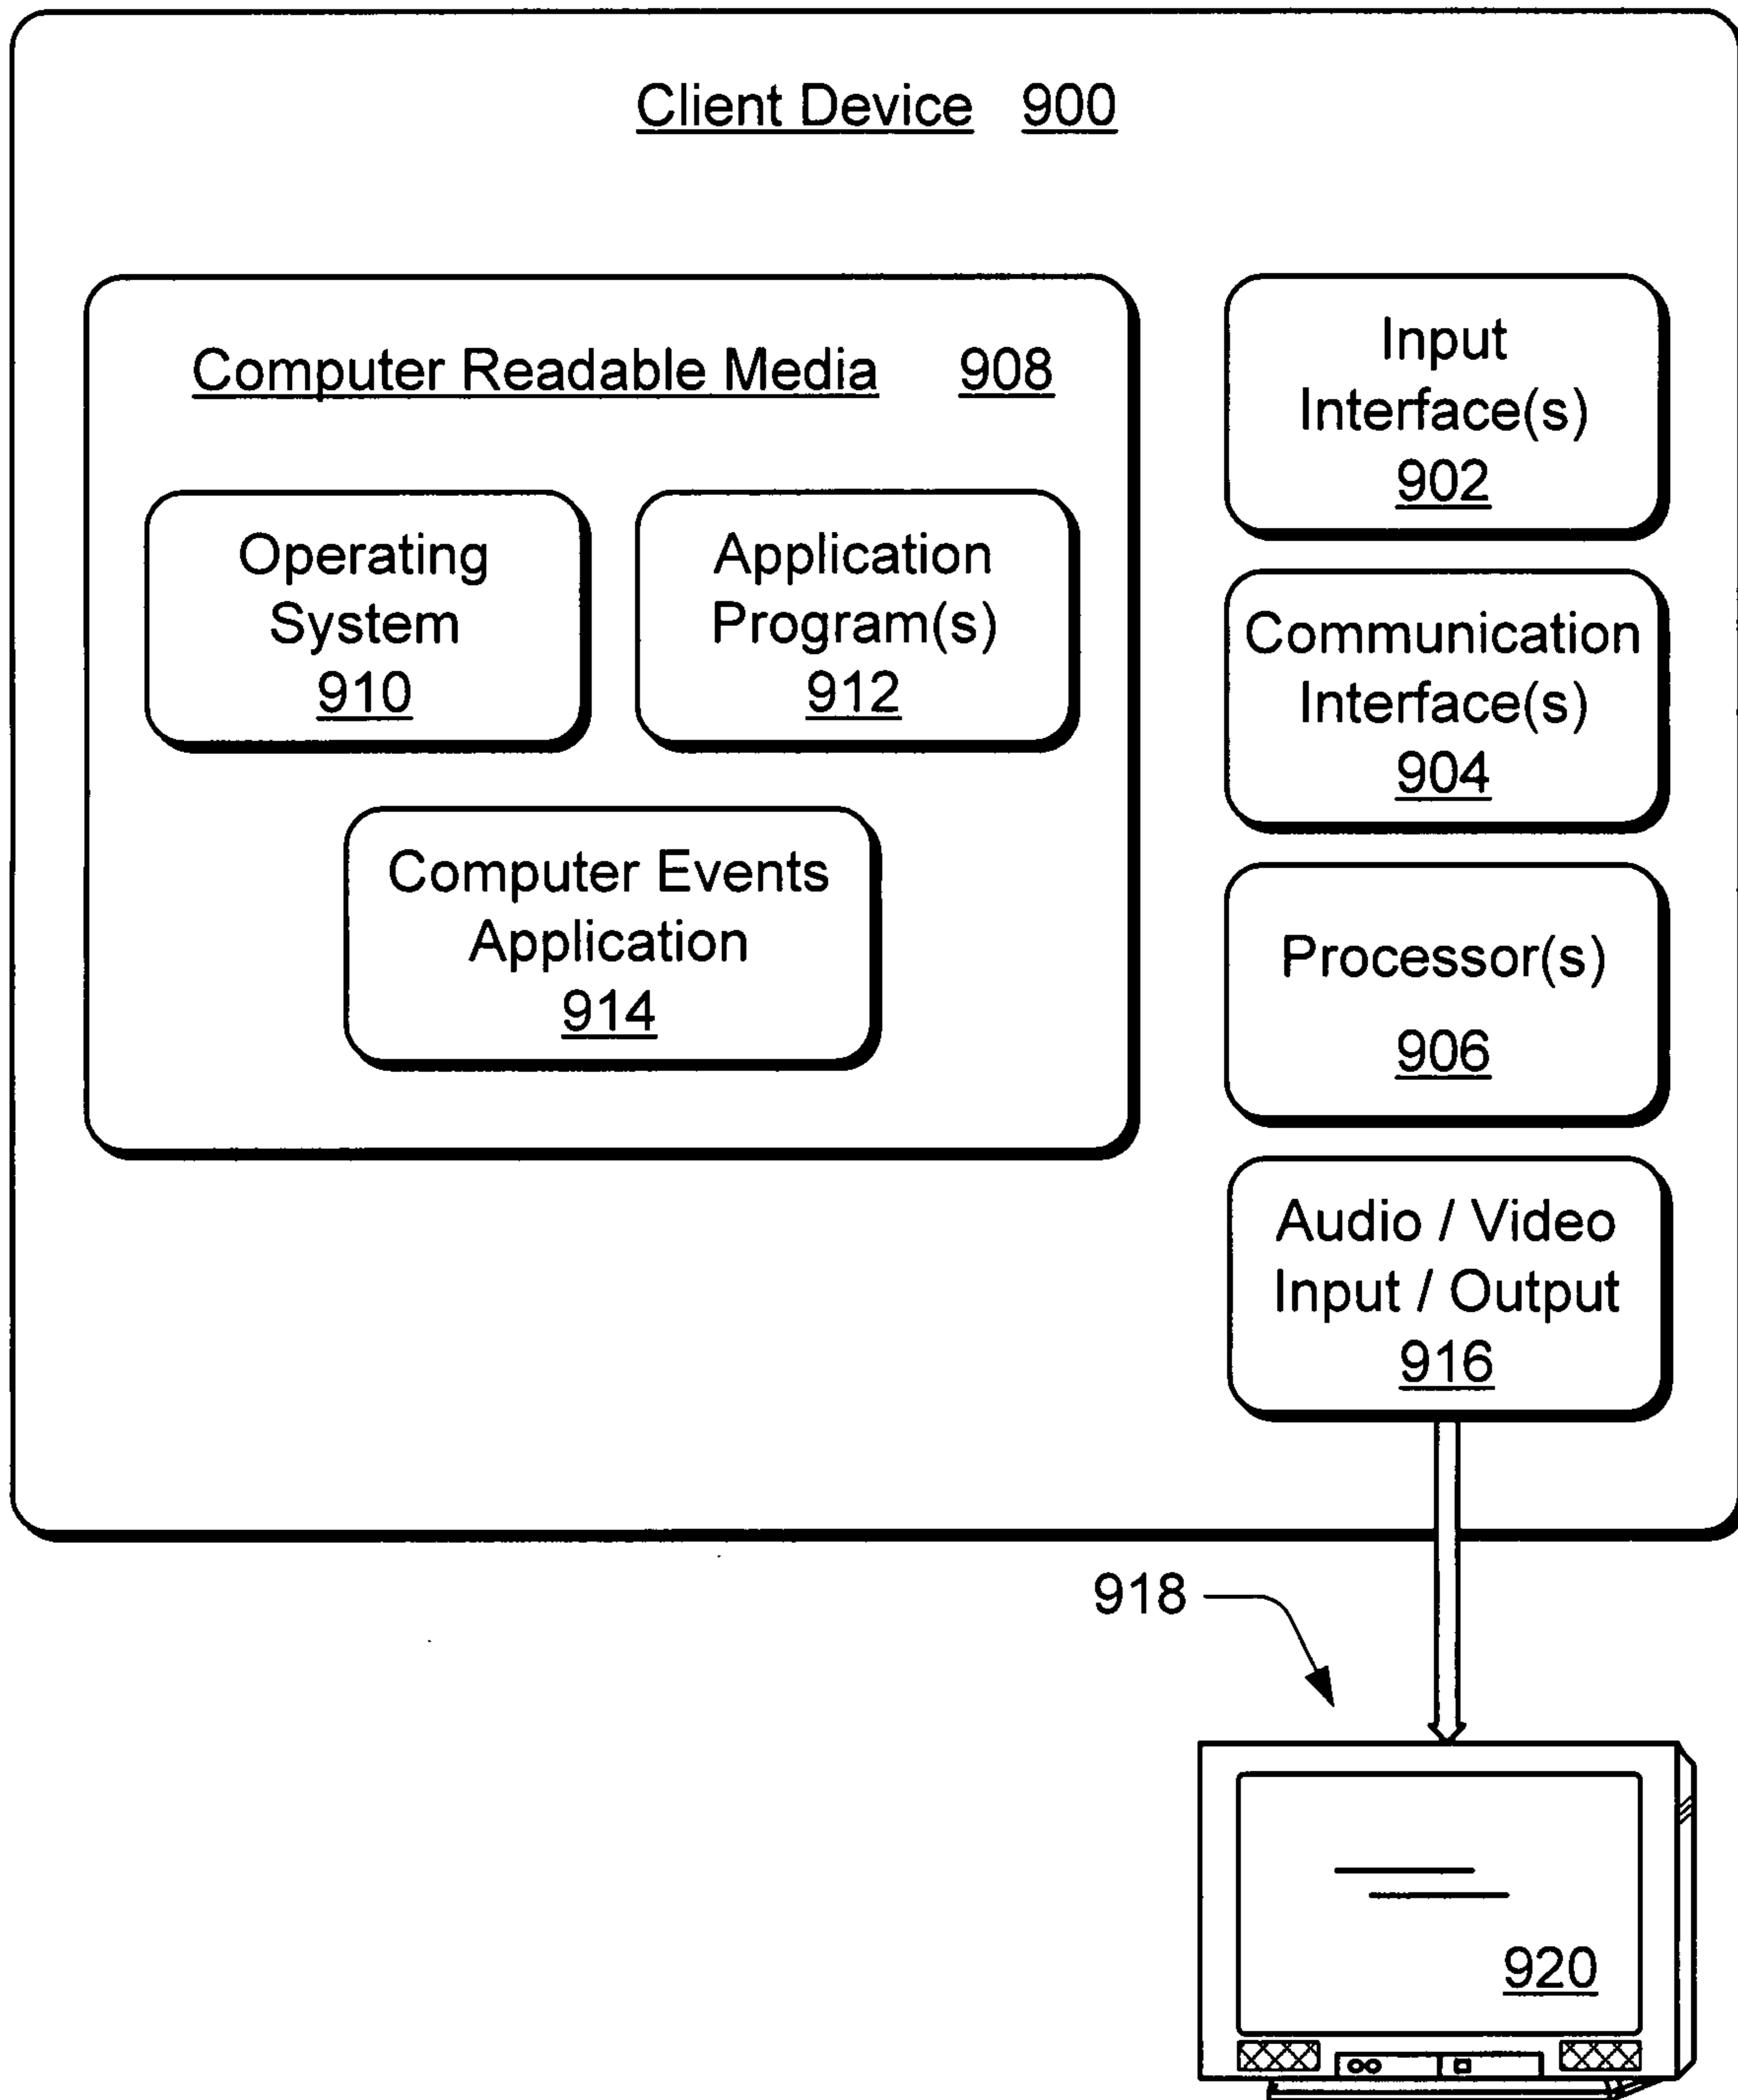 Client Device 900
Computer Readable Media 908
Operating
System
910
Application
Program(s)
912
Computer Events
Application
914
Input
Interface(s)
902
Communication
Interface(s)
904
Processor(s)
906
Audio / Video
Input / Output
916
918
920